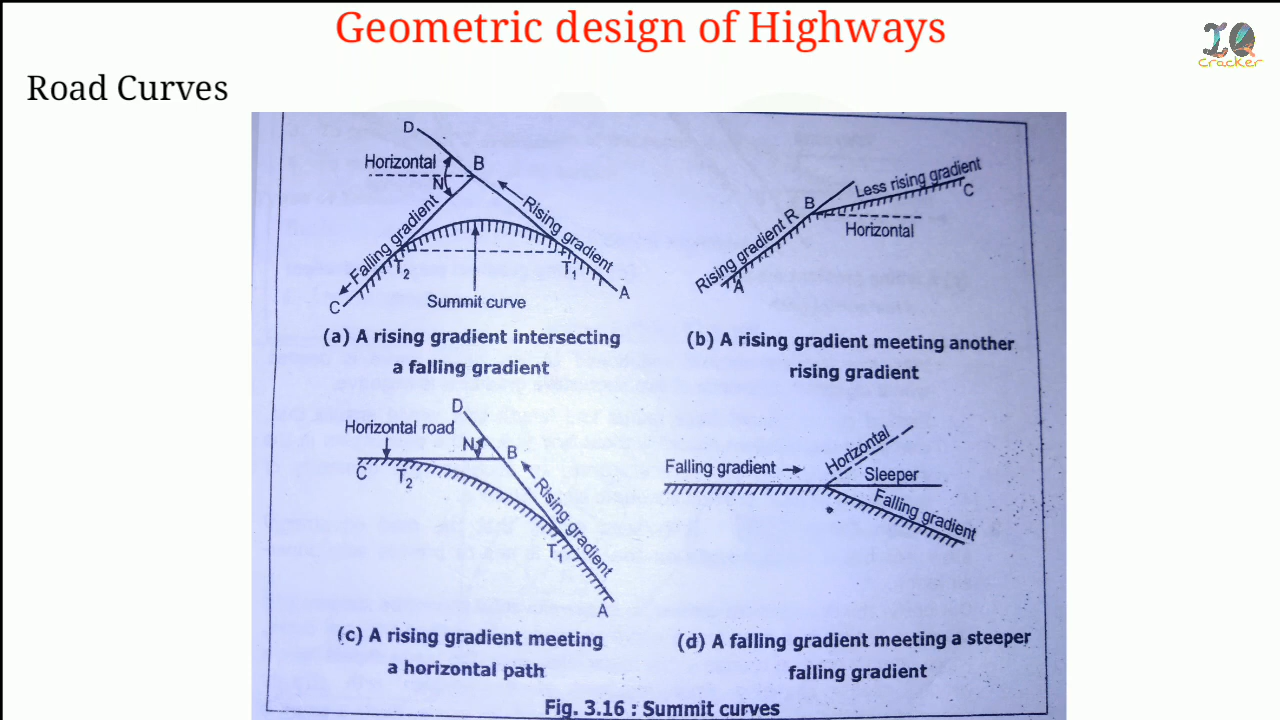 Geometric design of Highways
IQ
cracker
Road Curves
D
Horizontal
B
N
Falling gradient
Rising gradient
T2
T1
C
A
Summit curve
(a) A rising gradient intersecting
a falling gradient
Less rising gradient
B
C
Rising gradient R
Horizontal
A
(b) A rising gradient meeting another
rising gradient
D
Horizontal road
N
B
C
T2
Rising gradient
T1
A
(c) A rising gradient meeting
a horizontal path
Horizontal
Falling gradient
Sleeper
Falling gradient
(d) A falling gradient meeting a steeper
falling gradient
Fig. 3.16 : Summit curves